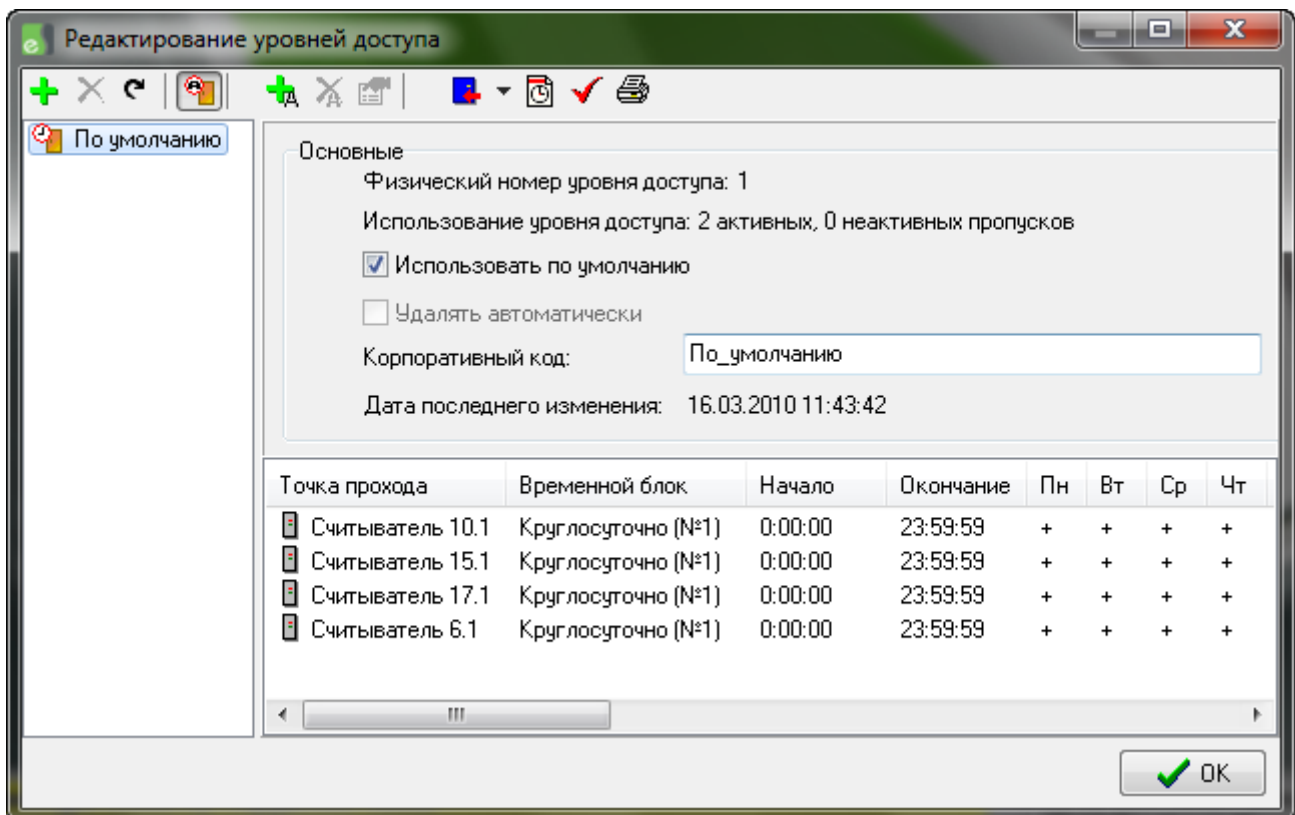 Редактирование уровней доступа
По умолчанию
Основные
Физический номер уровня доступа: 1
Использование уровня доступа: 2 активных, 0 неактивных пропусков
Использовать по умолчанию
Удалять автоматически
Корпоративный код: По_умолчанию
Дата последнего изменения: 16.03.2010 11:43:42
Точка прохода Временной блок Начало Окончание Пн Вт Ср Чт
Считыватель 10.1 Круглосуточно (№1) 0:00:00 23:59:59 + + + +
Считыватель 15.1 Круглосуточно (№1) 0:00:00 23:59:59 + + + +
Считыватель 17.1 Круглосуточно (№1) 0:00:00 23:59:59 + + + +
Считыватель 6.1 Круглосуточно (№1) 0:00:00 23:59:59 + + + +
OK